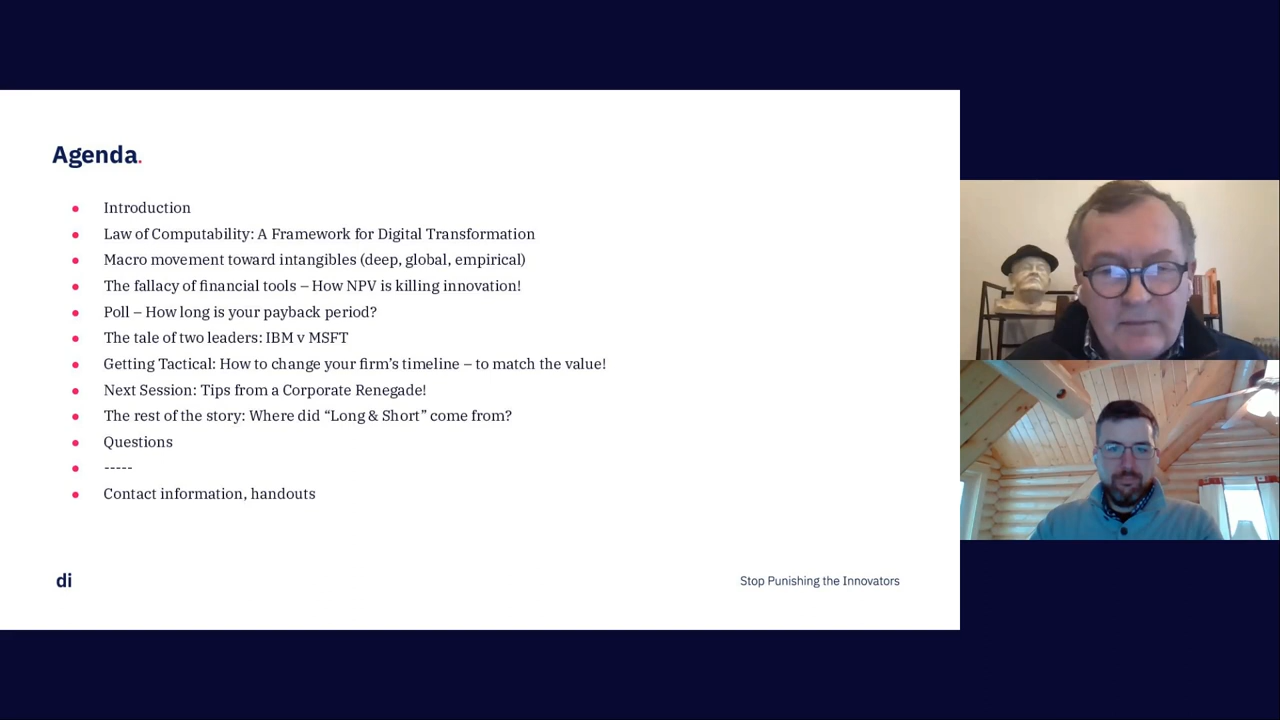 Agenda.
Introduction
Law of Computability: A Framework for Digital Transformation
Macro movement toward intangibles (deep, global, empirical)
The fallacy of financial tools – How NPV is killing innovation!
Poll – How long is your payback period?
The tale of two leaders: IBM v MSFT
Getting Tactical: How to change your firm’s timeline – to match the value!
Next Session: Tips from a Corporate Renegade!
The rest of the story: Where did “Long & Short” come from?
Questions
-----
Contact information, handouts
di
Stop Punishing the Innovators